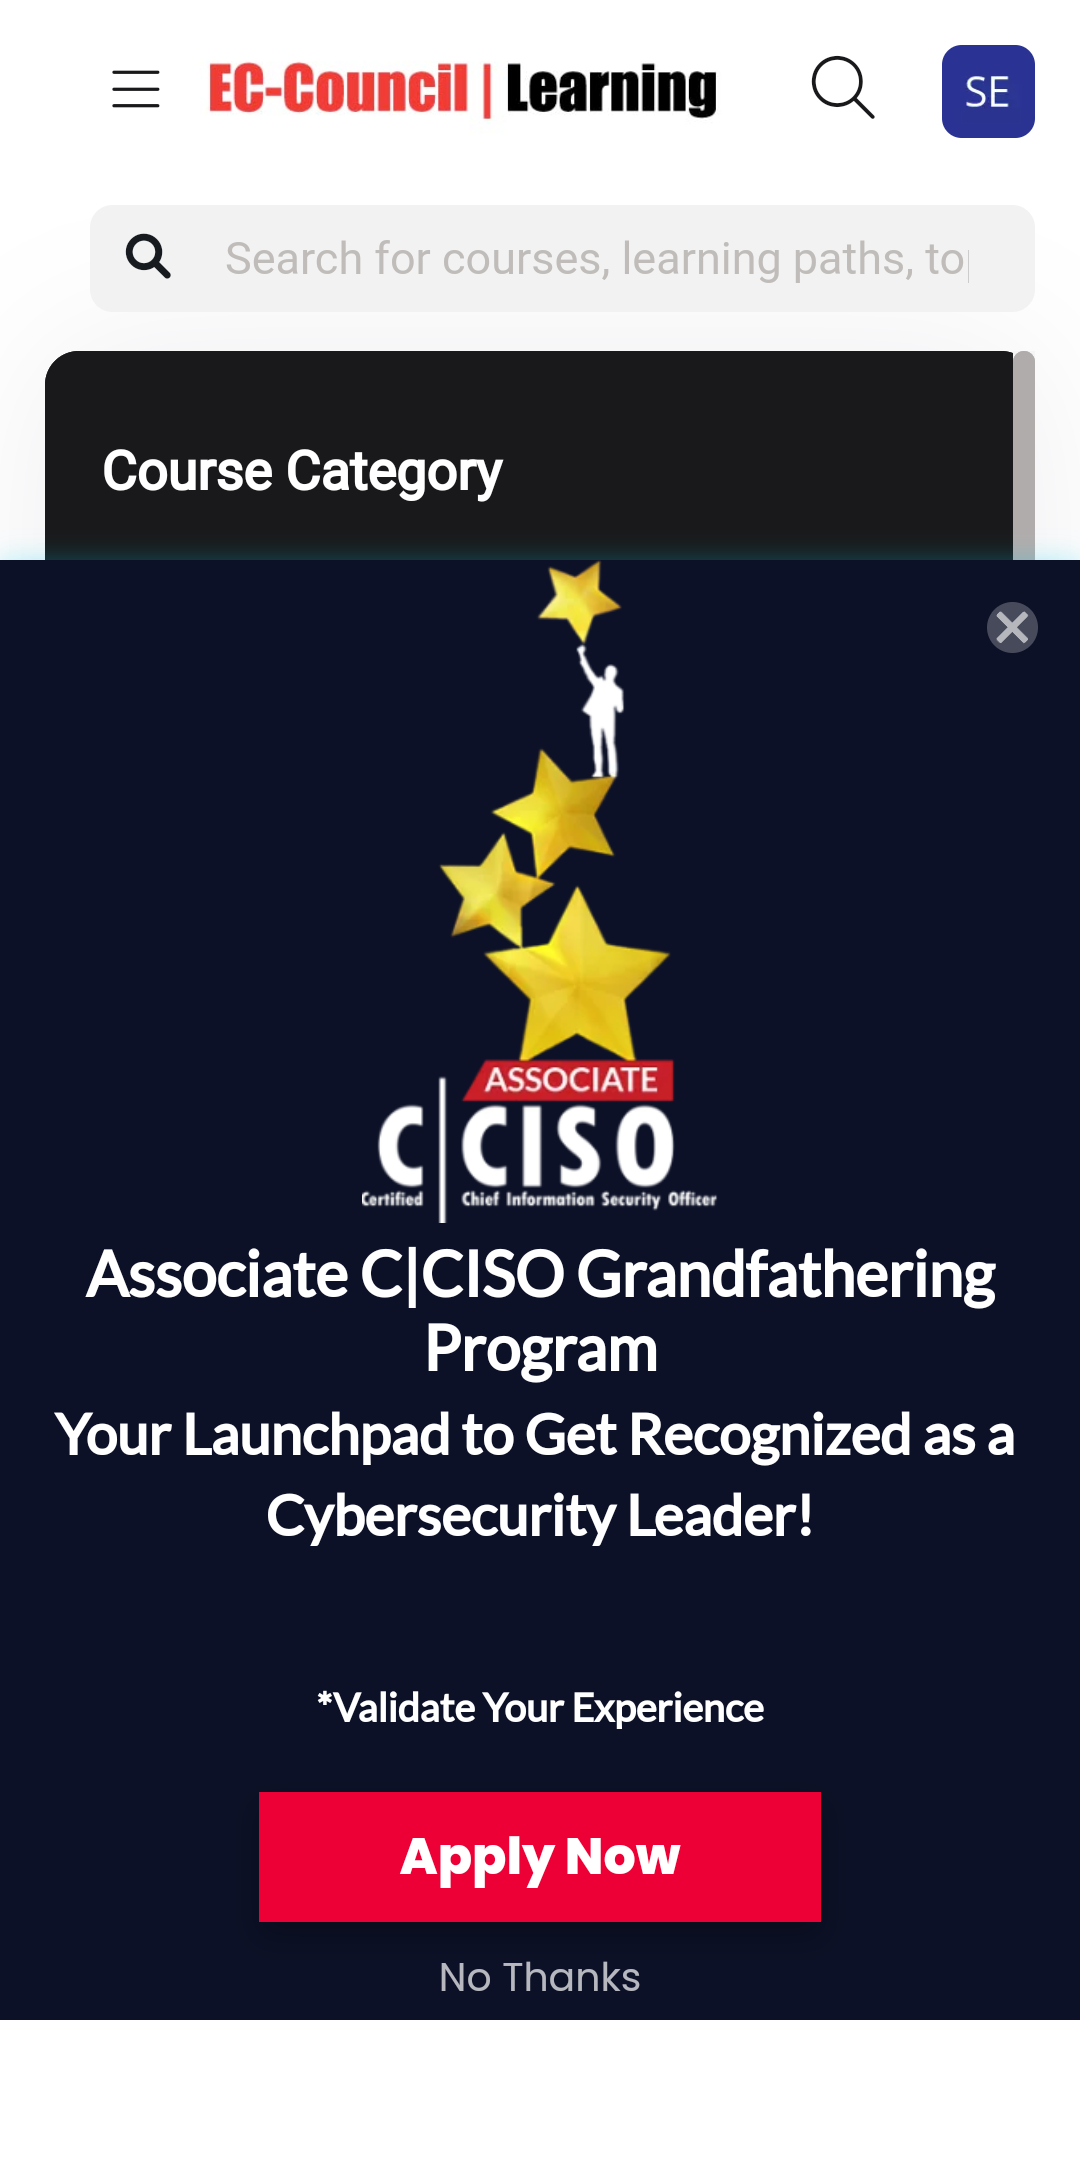 EC-Council | Learning
SE
Search for courses, learning paths, to
Course Category
ASSOCIATE
C|CISO
Certified Chief Information Security Officer
Associate C|CISO Grandfathering
Program
Your Launchpad to Get Recognized as a
Cybersecurity Leader!
*Validate Your Experience
Apply Now
No Thanks